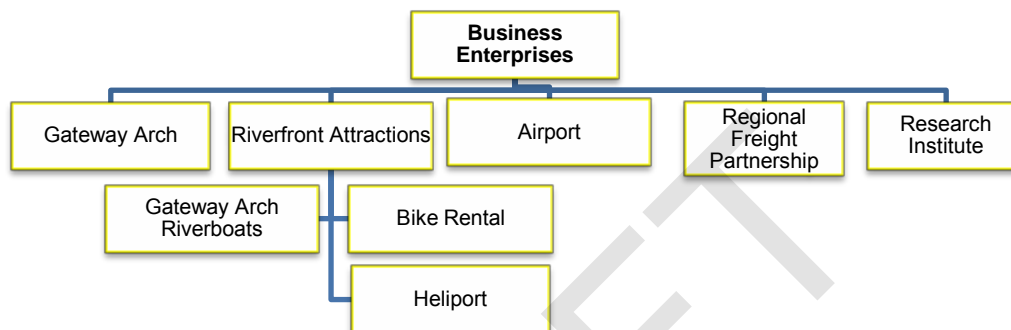 Business
Enterprises
Gateway Arch
Riverfront Attractions
Airport
Regional
Freight
Partnership
Research
Institute
Gateway Arch
Riverboats
Bike Rental
Heliport